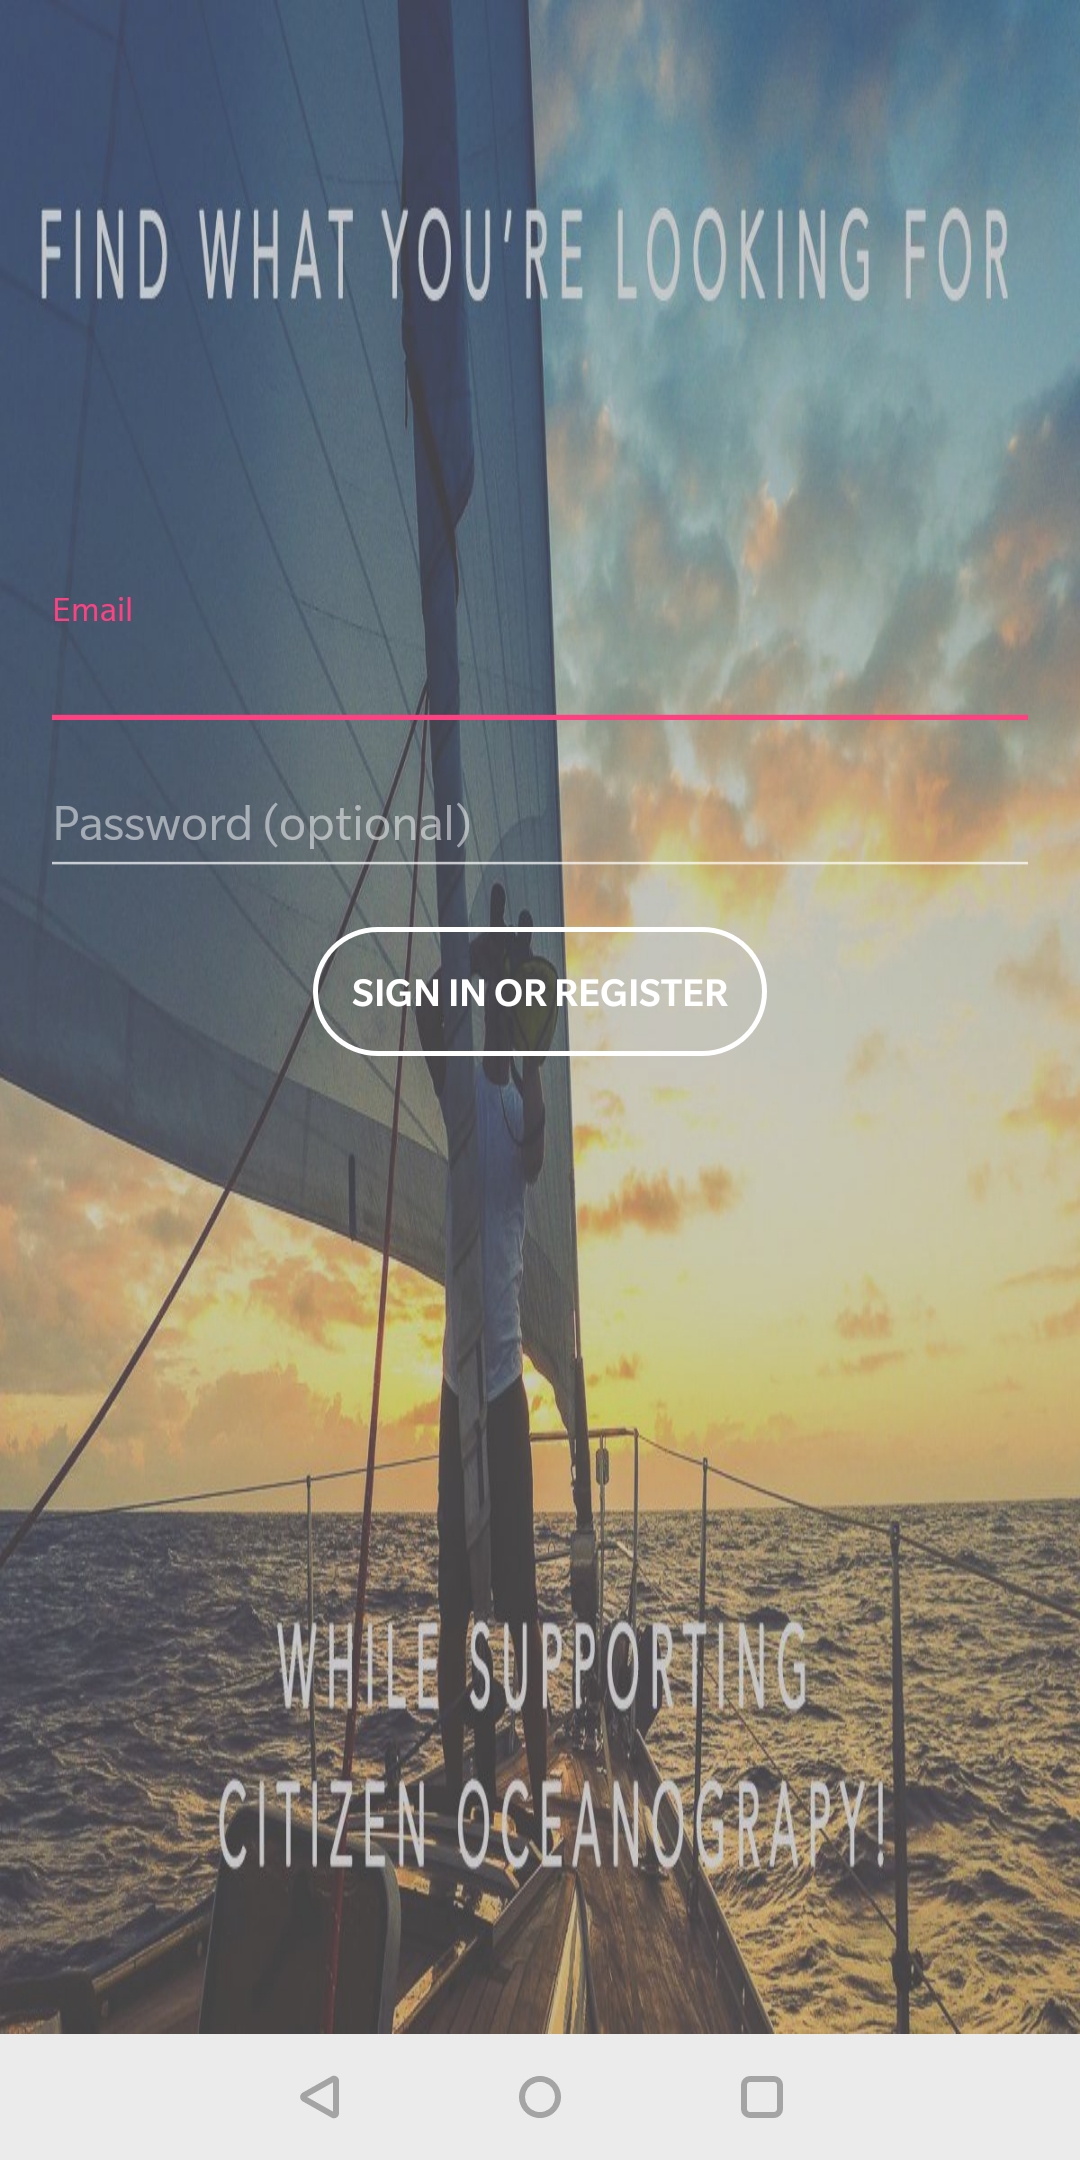 FIND WHAT YOU'RE LOOKING FOR
Email
Password (optional)
SIGN IN OR REGISTER
WHILE SUPPORTING
CITIZEN OCEANOGRAPY!